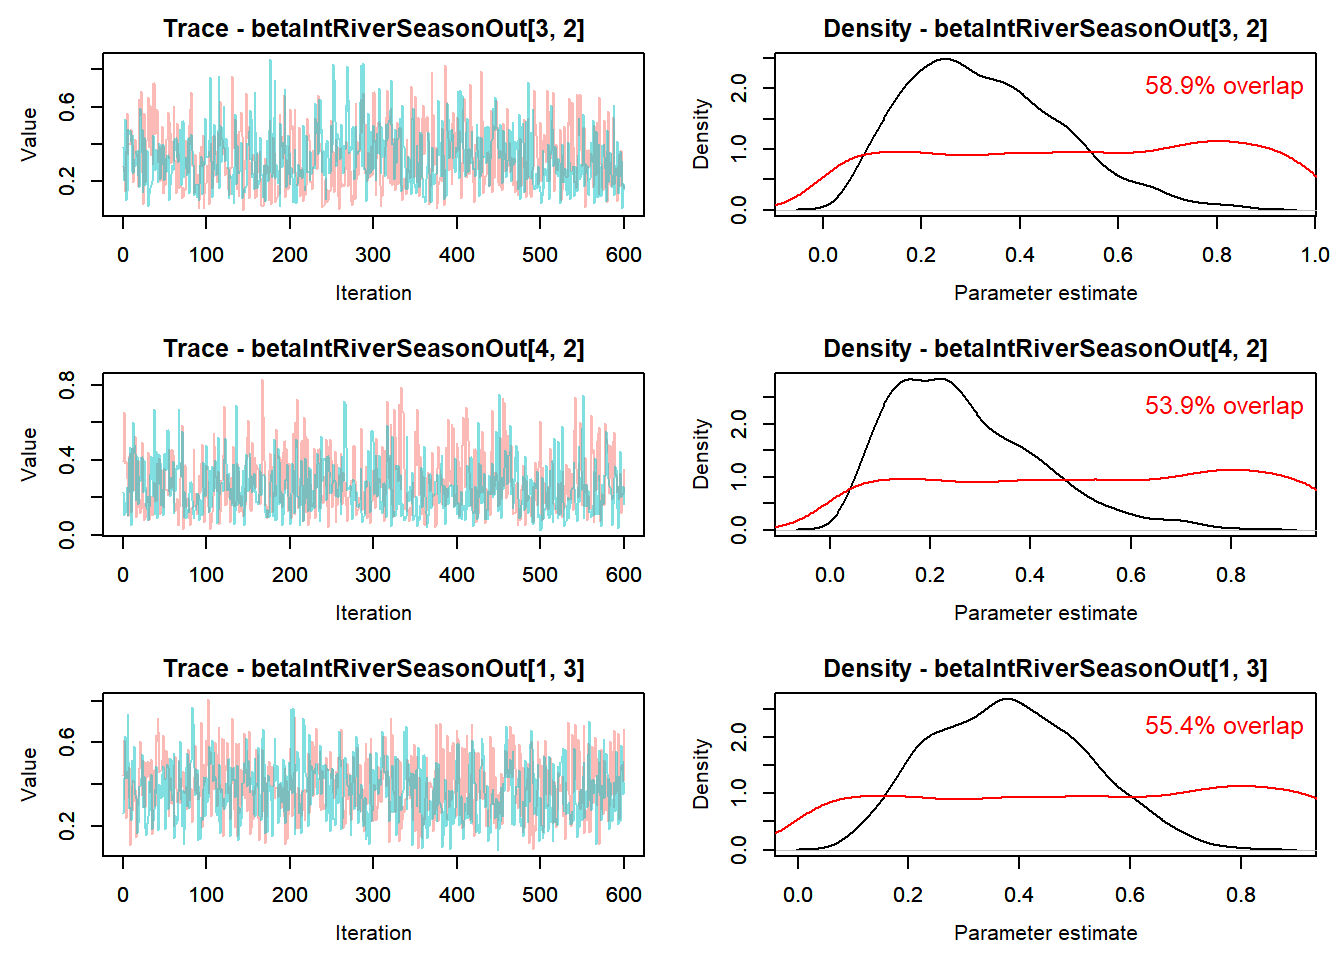 Trace - betaIntRiverSeasonOut[3, 2]
Value
0.2 0.6
0 100 200 300 400 500 600
Iteration
Density - betaIntRiverSeasonOut[3, 2]
58.9% overlap
Density
0.0 1.0 2.0
0.0 0.2 0.4 0.6 0.8 1.0
Parameter estimate
Trace - betaIntRiverSeasonOut[4, 2]
Value
0.0 0.4 0.8
0 100 200 300 400 500 600
Iteration
Density - betaIntRiverSeasonOut[4, 2]
53.9% overlap
Density
0.0 1.0 2.0
0.0 0.2 0.4 0.6 0.8
Parameter estimate
Trace - betaIntRiverSeasonOut[1, 3]
Value
0.2 0.6
0 100 200 300 400 500 600
Iteration
Density - betaIntRiverSeasonOut[1, 3]
55.4% overlap
Density
0.0 1.0 2.0
0.0 0.2 0.4 0.6 0.8
Parameter estimate